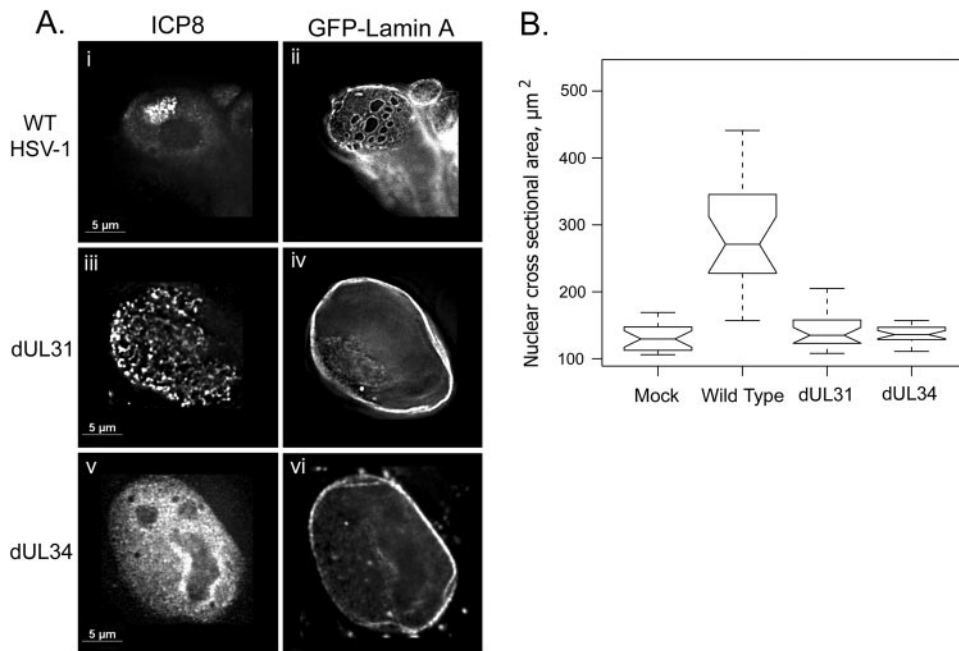 A.
ICP8
GFP-Lamin A
WT
HSV-1
i
5 µm
ii
dUL31
iii
5 µm
iv
dUL34
v
5 µm
vi
B.
Nuclear cross sectional area, µm²
500
400
300
200
100
Mock
Wild Type
dUL31
dUL34